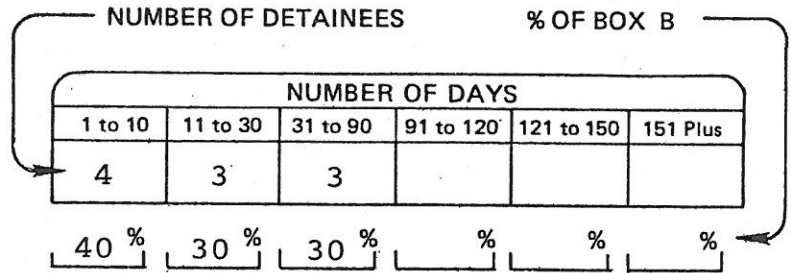 NUMBER OF DETAINEES % OF BOX B
NUMBER OF DAYS
1 to 10 11 to 30 31 to 90 91 to 120 121 to 150 151 Plus
4 3 3
40 % 30 % 30 % % % %